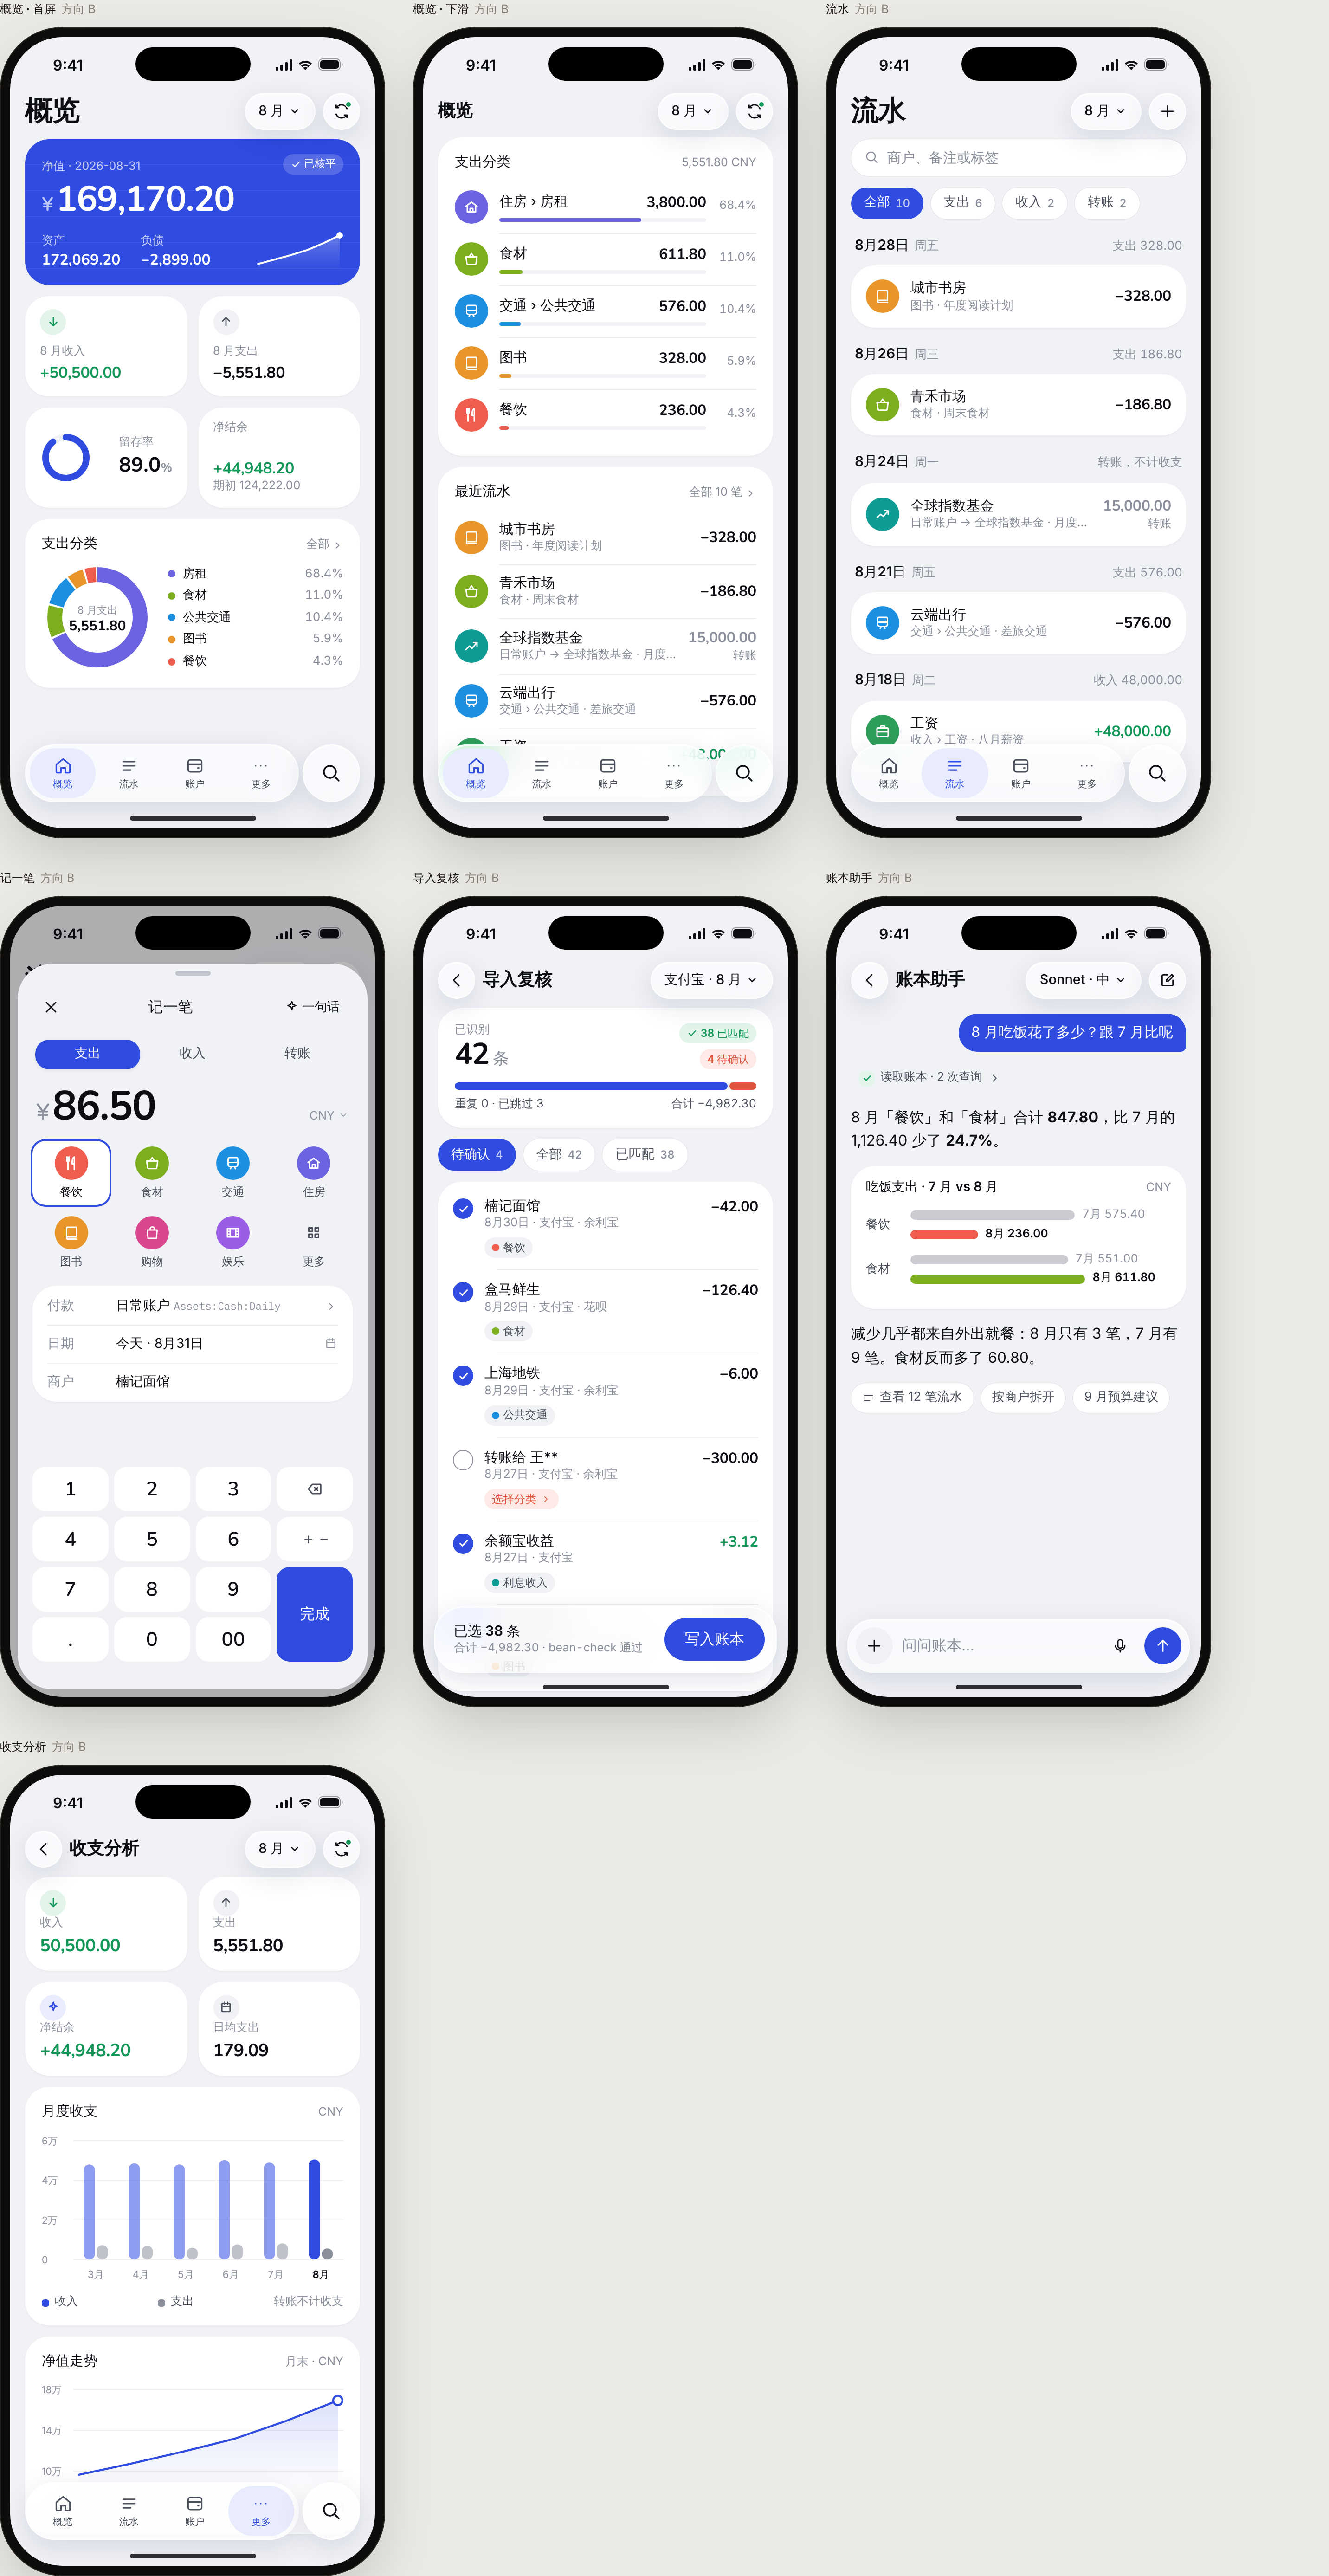 概览 · 首屏 方向 B
9:41
概览
8 月
净值 · 2026-08-31
已核平
¥ 169,170.20
资产 负债
172,069.20 −2,899.00
8 月收入
+50,500.00
8 月支出
−5,551.80
留存率
89.0%
净结余
+44,948.20
期初 124,222.00
支出分类 全部
8 月支出
5,551.80
房租 68.4%
食材 11.0%
公共交通 10.4%
图书 5.9%
餐饮 4.3%
概览 流水 账户 更多
概览 · 下滑 方向 B
9:41
概览
8 月
支出分类 5,551.80 CNY
住房 › 房租 3,800.00 68.4%
食材 611.80 11.0%
交通 › 公共交通 576.00 10.4%
图书 328.00 5.9%
餐饮 236.00 4.3%
最近流水 全部 10 笔
城市书房 −328.00
图书 · 年度阅读计划
青禾市场 −186.80
食材 · 周末食材
全球指数基金 15,000.00
日常账户 → 全球指数基金 · 月度... 转账
云端出行 −576.00
交通 › 公共交通 · 差旅交通
概览 流水 账户 更多
流水 方向 B
9:41
流水
8 月
商户、备注或标签
全部 10 支出 6 收入 2 转账 2
8月28日 周五 支出 328.00
城市书房 −328.00
图书 · 年度阅读计划
8月26日 周三 支出 186.80
青禾市场 −186.80
食材 · 周末食材
8月24日 周一 转账，不计收支
全球指数基金 15,000.00
日常账户 → 全球指数基金 · 月度... 转账
8月21日 周五 支出 576.00
云端出行 −576.00
交通 › 公共交通 · 差旅交通
8月18日 周二 收入 48,000.00
工资 +48,000.00
收入 › 工资 · 八月薪资
概览 流水 账户 更多
记一笔 方向 B
9:41
记一笔 一句话
支出 收入 转账
¥ 86.50 CNY
餐饮 食材 交通 住房
图书 购物 娱乐 更多
付款 日常账户 Assets:Cash:Daily
日期 今天 · 8月31日
商户 楠记面馆
1 2 3
4 5 6 + −
7 8 9
完成
. 0 00
导入复核 方向 B
9:41
导入复核 支付宝 · 8 月
已识别
42 条
38 已匹配
4 待确认
重复 0 · 已跳过 3 合计 −4,982.30
待确认 4 全部 42 已匹配 38
楠记面馆 −42.00
8月30日 · 支付宝 · 余利宝
餐饮
盒马鲜生 −126.40
8月29日 · 支付宝 · 花呗
食材
上海地铁 −6.00
8月29日 · 支付宝 · 余利宝
公共交通
转账给 王** −300.00
8月27日 · 支付宝 · 余利宝
选择分类
余额宝收益 +3.12
8月27日 · 支付宝
利息收入
已选 38 条
合计 −4,982.30 · bean-check 通过
写入账本
图书
账本助手 方向 B
9:41
账本助手 Sonnet · 中
8 月吃饭花了多少？跟 7 月比呢
读取账本 · 2 次查询
8 月「餐饮」和「食材」合计 847.80，比 7 月的
1,126.40 少了 24.7%。
吃饭支出 · 7 月 vs 8 月 CNY
餐饮
7月 575.40
8月 236.00
食材
7月 551.00
8月 611.80
减少几乎都来自外出就餐：8 月只有 3 笔，7 月有
9 笔。食材反而多了 60.80。
查看 12 笔流水 按商户拆开 9 月预算建议
问问账本...
收支分析 方向 B
9:41
收支分析 8 月
收入
50,500.00
支出
5,551.80
净结余
+44,948.20
日均支出
179.09
月度收支 CNY
6万
4万
2万
0
3月 4月 5月 6月 7月 8月
收入 支出 转账不计收支
净值走势 月末 · CNY
18万
14万
10万
概览 流水 账户 更多